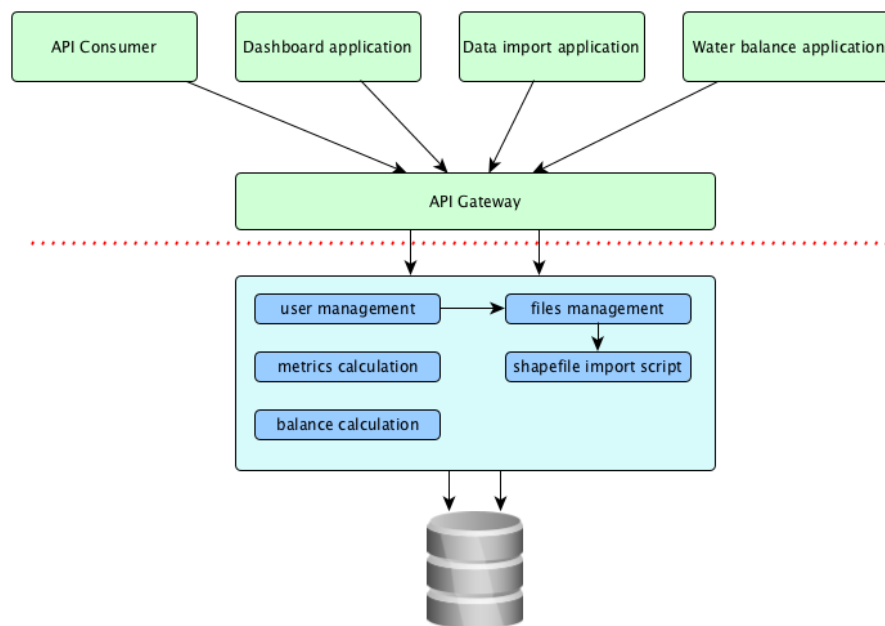 API Consumer
Dashboard application
Data import application
Water balance application
API Gateway
user management
files management
metrics calculation
shapefile import script
balance calculation